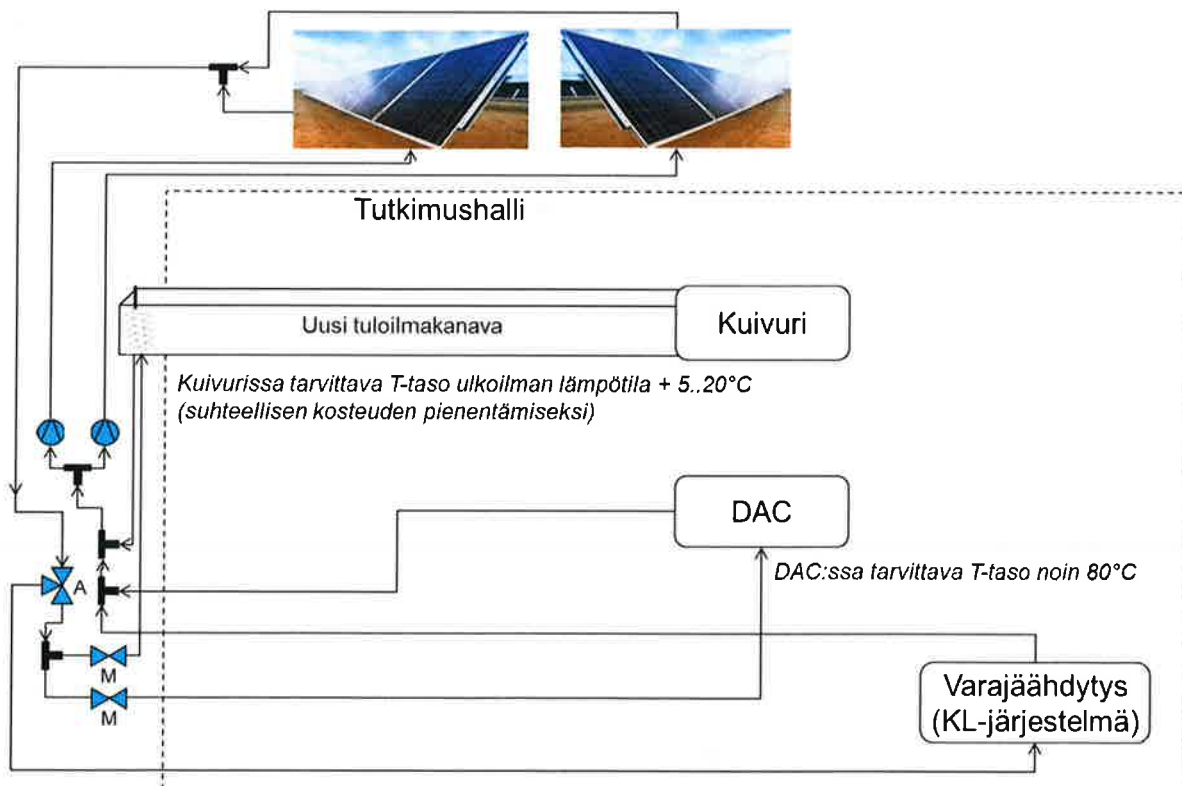 Tutkimushalli
Uusi tuloilmakanava
Kuivuri
Kuivurissa tarvittava T-taso ulkoilman lämpötila + 5..20°C
(suhteellisen kosteuden pienentämiseksi)
DAC
DAC:ssa tarvittava T-taso noin 80°C
A
M
M
Varajäähdytys
(KL-järjestelmä)